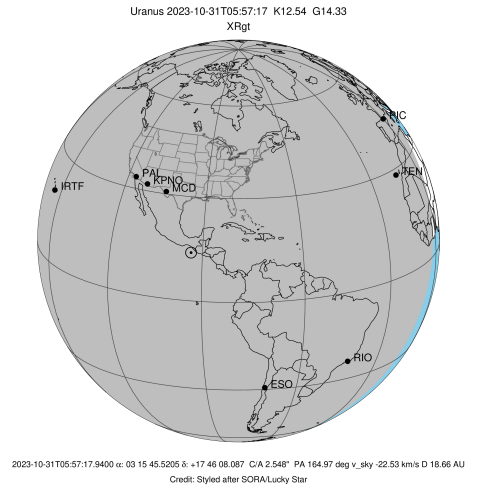 Uranus 2023-10-31T05:57:17 K12.54 G14.33
XRgt
PIC
TEN
PAL
KPNO
MCD
IRTF
RIO
ESO
2023-10-31T05:57:17.9400 α: 03 15 45.5205 δ: +17 46 08.087 C/A 2.548" PA 164.97 deg v_sky -22.53 km/s D 18.66 AU
Credit: Styled after SORA/Lucky Star